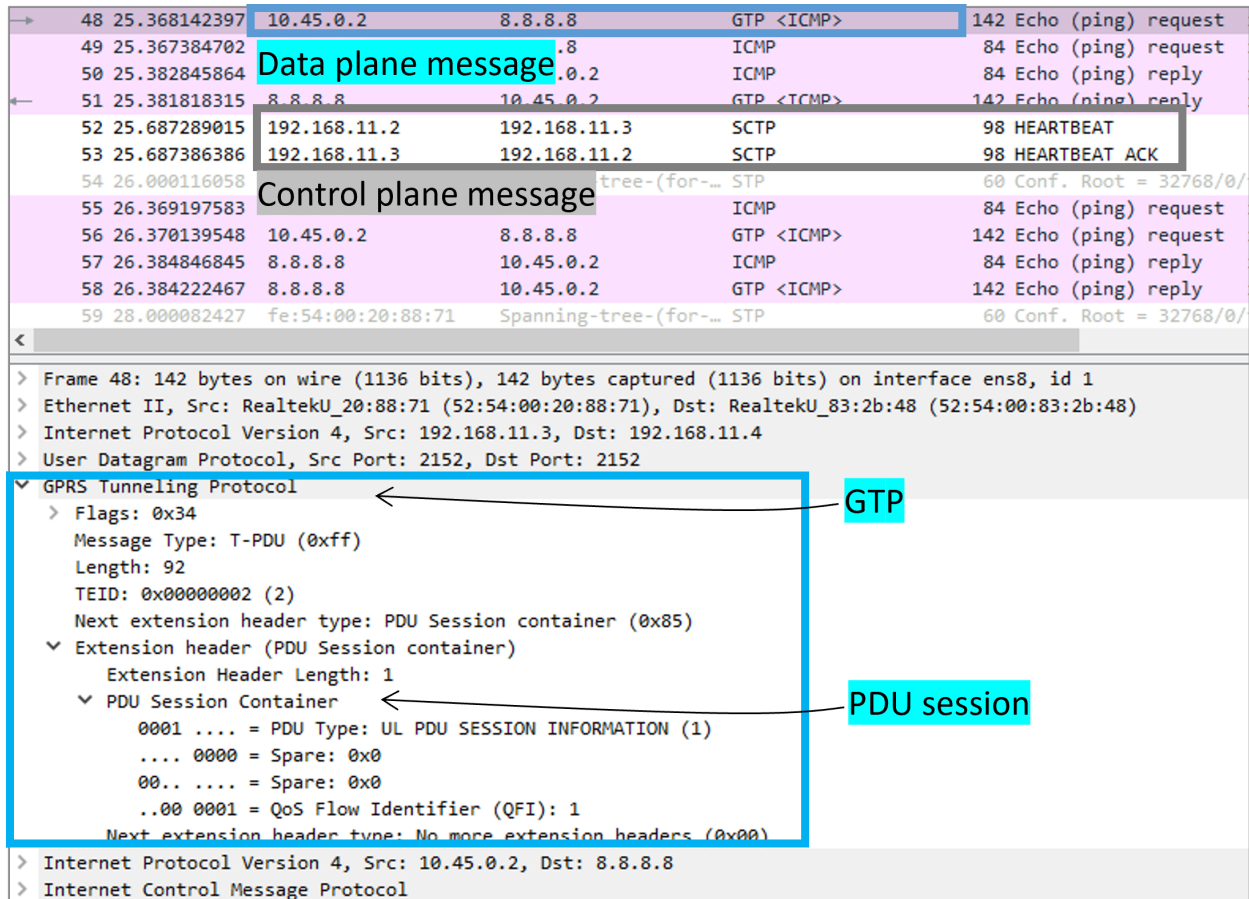 48 25.368142397 10.45.0.2 8.8.8.8 GTP <ICMP> 142 Echo (ping) request
49 25.367384702 .8 ICMP 84 Echo (ping) request
Data plane message
50 25.382845864 .0.2 ICMP 84 Echo (ping) reply
51 25.381818315 8.8.8.8 10.45.0.2 GTP <ICMP> 142 Echo (ping) reply
52 25.687289015 192.168.11.2 192.168.11.3 SCTP 98 HEARTBEAT
53 25.687386386 192.168.11.3 192.168.11.2 SCTP 98 HEARTBEAT ACK
54 26.000116058 tree-(for-… STP 60 Conf. Root = 32768/0/
Control plane message
55 26.369197583 ICMP 84 Echo (ping) request
56 26.370139548 10.45.0.2 8.8.8.8 GTP <ICMP> 142 Echo (ping) request
57 26.384846845 8.8.8.8 10.45.0.2 ICMP 84 Echo (ping) reply
58 26.384222467 8.8.8.8 10.45.0.2 GTP <ICMP> 142 Echo (ping) reply
59 28.000082427 fe:54:00:20:88:71 Spanning-tree-(for-… STP 60 Conf. Root = 32768/0/
Frame 48: 142 bytes on wire (1136 bits), 142 bytes captured (1136 bits) on interface ens8, id 1
Ethernet II, Src: RealtekU_20:88:71 (52:54:00:20:88:71), Dst: RealtekU_83:2b:48 (52:54:00:83:2b:48)
Internet Protocol Version 4, Src: 192.168.11.3, Dst: 192.168.11.4
User Datagram Protocol, Src Port: 2152, Dst Port: 2152
GPRS Tunneling Protocol
GTP
Flags: 0x34
Message Type: T-PDU (0xff)
Length: 92
TEID: 0x00000002 (2)
Next extension header type: PDU Session container (0x85)
Extension header (PDU Session container)
Extension Header Length: 1
PDU Session Container
PDU session
0001 .... = PDU Type: UL PDU SESSION INFORMATION (1)
.... 0000 = Spare: 0x0
00.. .... = Spare: 0x0
..00 0001 = QoS Flow Identifier (QFI): 1
Next extension header type: No more extension headers (0x00)
Internet Protocol Version 4, Src: 10.45.0.2, Dst: 8.8.8.8
Internet Control Message Protocol